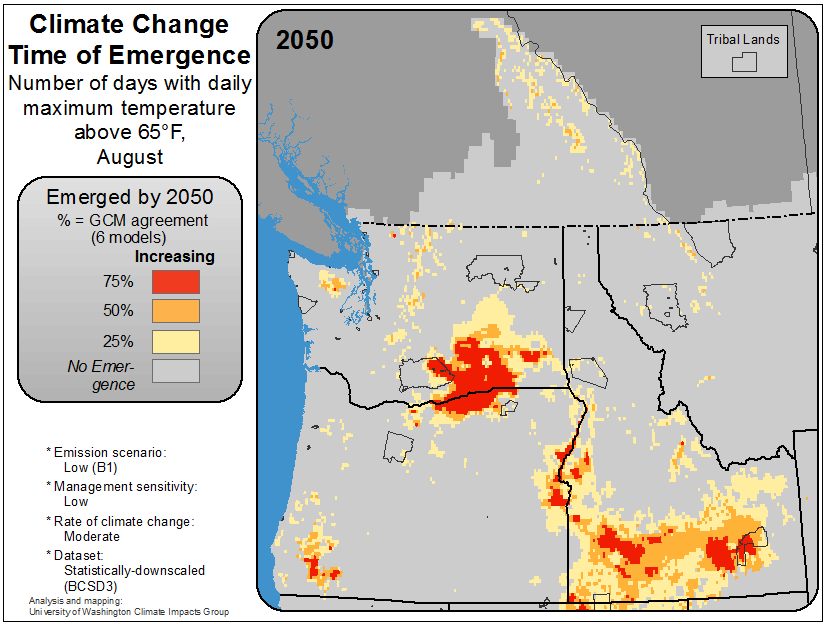 Climate Change
Time of Emergence
Number of days with daily
maximum temperature
above 65°F,
August
Emerged by 2050
% = GCM agreement
(6 models)
Increasing
75%
50%
25%
No Emer-
gence
* Emission scenario:
Low (B1)
* Management sensitivity:
Low
* Rate of climate change:
Moderate
* Dataset:
Statistically-downscaled
(BCSD3)
Analysis and mapping:
University of Washington Climate Impacts Group
2050
Tribal Lands